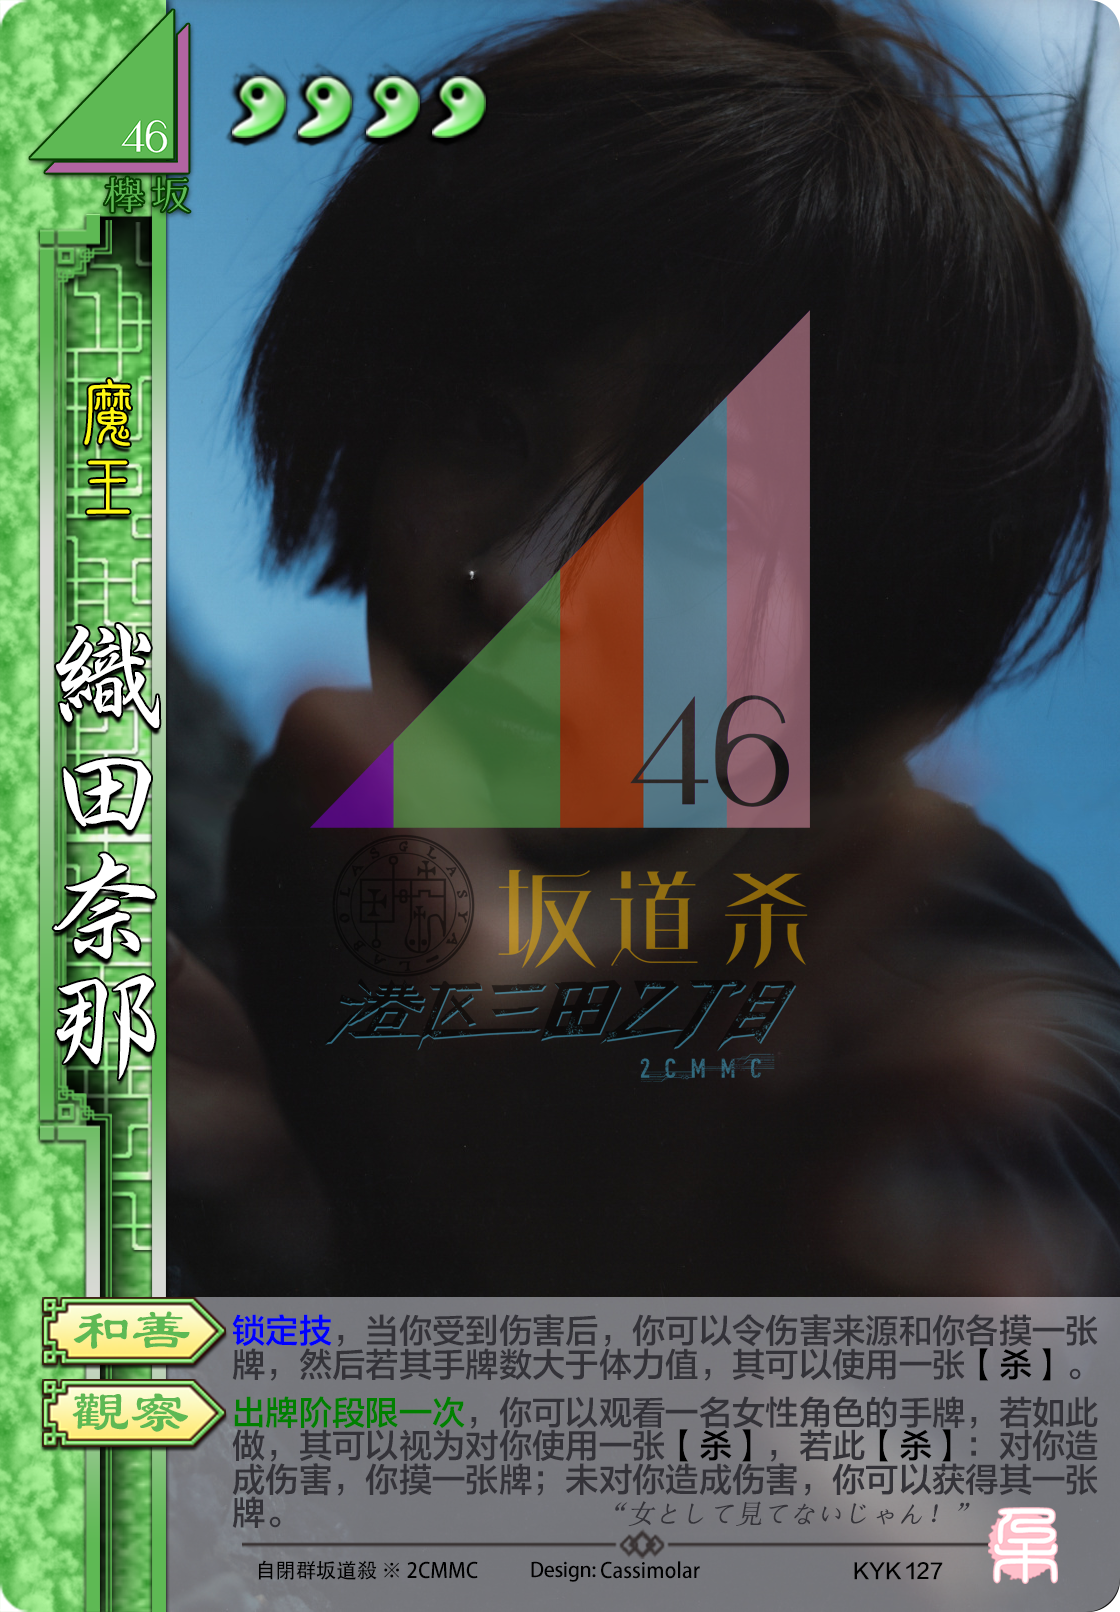 46
欅坂
魔王
織田奈那
46
GLASYALABOLAS
坂道杀
港区三田2丁目
2CMMC
和善
锁定技，当你受到伤害后，你可以令伤害来源和你各摸一张
牌，然后若其手牌数大于体力值，其可以使用一张【杀】。
觀察
出牌阶段限一次，你可以观看一名女性角色的手牌，若如此
做，其可以视为对你使用一张【杀】，若此【杀】：对你造
成伤害，你摸一张牌；未对你造成伤害，你可以获得其一张
牌。
“女として見てないじゃん！”
自閉群坂道殺 ※ 2CMMC
Design: Cassimolar
KYK 127